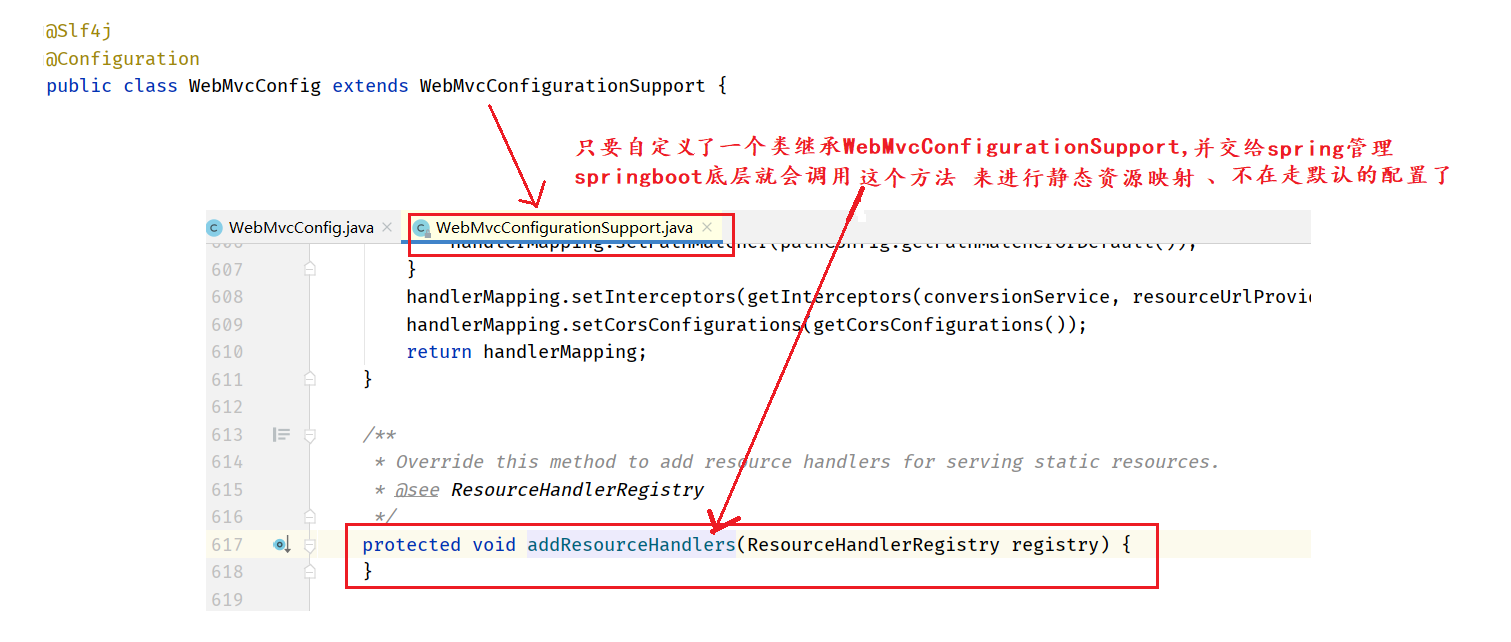 @Slf4j
@Configuration
public class WebMvcConfig extends WebMvcConfigurationSupport {
只要自定义了一个类继承WebMvcConfigurationSupport,并交给spring管理
springboot底层就会调用 这个方法 来进行静态资源映射 、不在走默认的配置了
WebMvcConfig.java × WebMvcConfigurationSupport.java ×
606 handlerMapping.setPathMatcher(pathConfig.getPathMatcherOrDefault());
607 }
608 handlerMapping.setInterceptors(getInterceptors(conversionService, resourceUrlProvi
609 handlerMapping.setCorsConfigurations(getCorsConfigurations());
610 return handlerMapping;
611 }
612
613 /**
614 * Override this method to add resource handlers for serving static resources.
615 * @see ResourceHandlerRegistry
616 */
617 protected void addResourceHandlers(ResourceHandlerRegistry registry) {
618 }
619